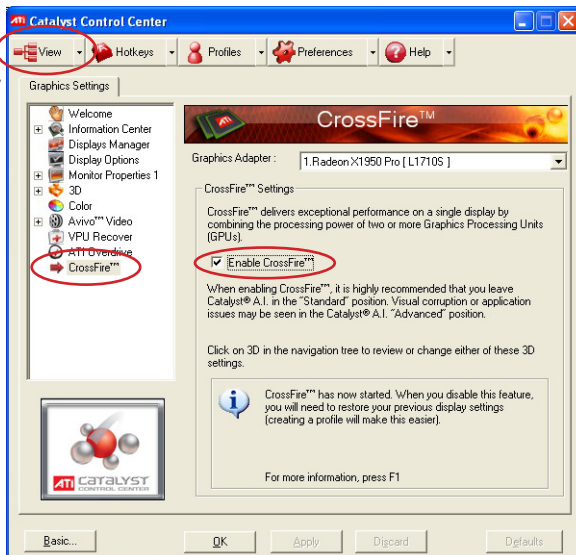 ATI Catalyst Control Center
View Hotkeys Profiles Preferences Help
Graphics Settings
Welcome
Information Center
Displays Manager
Display Options
Monitor Properties 1
3D
Color
Avivo™ Video
VPU Recover
ATI Overdrive
CrossFire™
ATI CATALYST
CONTROL CENTER
CrossFire™
Graphics Adapter : 1.Radeon X1950 Pro [ L1710S ]
CrossFire™ Settings
CrossFire™ delivers exceptional performance on a single display by
combining the processing power of two or more Graphics Processing Units
(GPUs).
Enable CrossFire™
When enabling CrossFire™, it is highly recommended that you leave
Catalyst® A.I. in the "Standard" position. Visual corruption or application
issues may be seen in the Catalyst® A.I. "Advanced" position.
Click on 3D in the navigation tree to review or change either of these 3D
settings.
CrossFire™ has now started. When you disable this feature,
you will need to restore your previous display settings
(creating a profile will make this easier).
For more information, press F1
Basic... OK Apply Discard Defaults